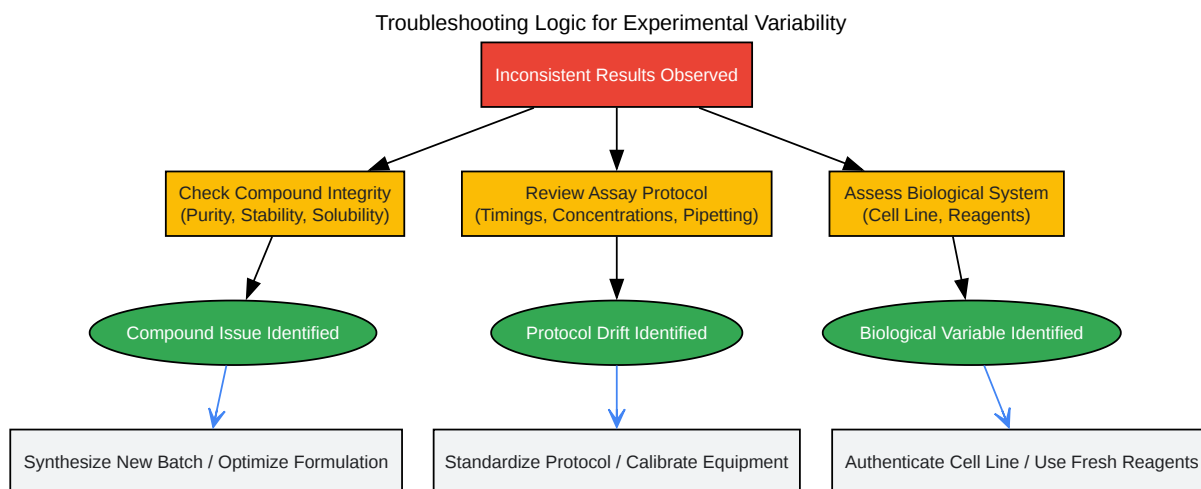 Troubleshooting Logic for Experimental Variability
Inconsistent Results Observed
Check Compound Integrity
(Purity, Stability, Solubility)
Review Assay Protocol
(Timings, Concentrations, Pipetting)
Assess Biological System
(Cell Line, Reagents)
Compound Issue Identified
Protocol Drift Identified
Biological Variable Identified
Synthesize New Batch / Optimize Formulation
Standardize Protocol / Calibrate Equipment
Authenticate Cell Line / Use Fresh Reagents